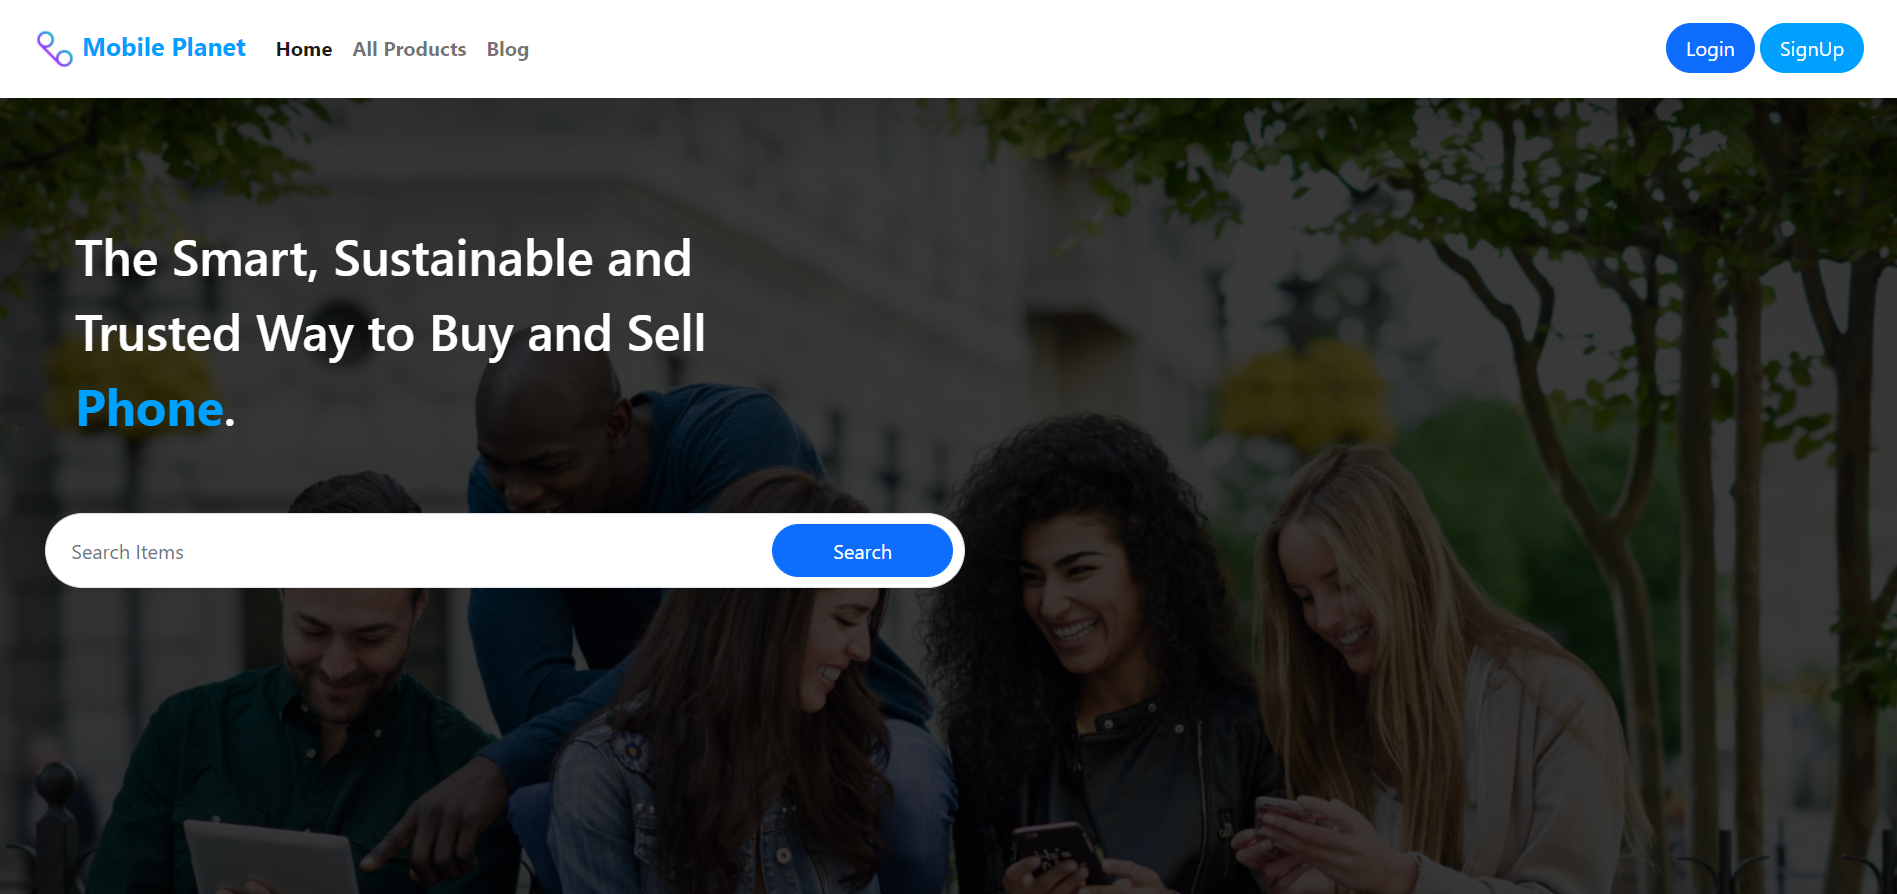 Mobile Planet Home All Products Blog Login SignUp
The Smart, Sustainable and
Trusted Way to Buy and Sell
Phone.
Search Items Search